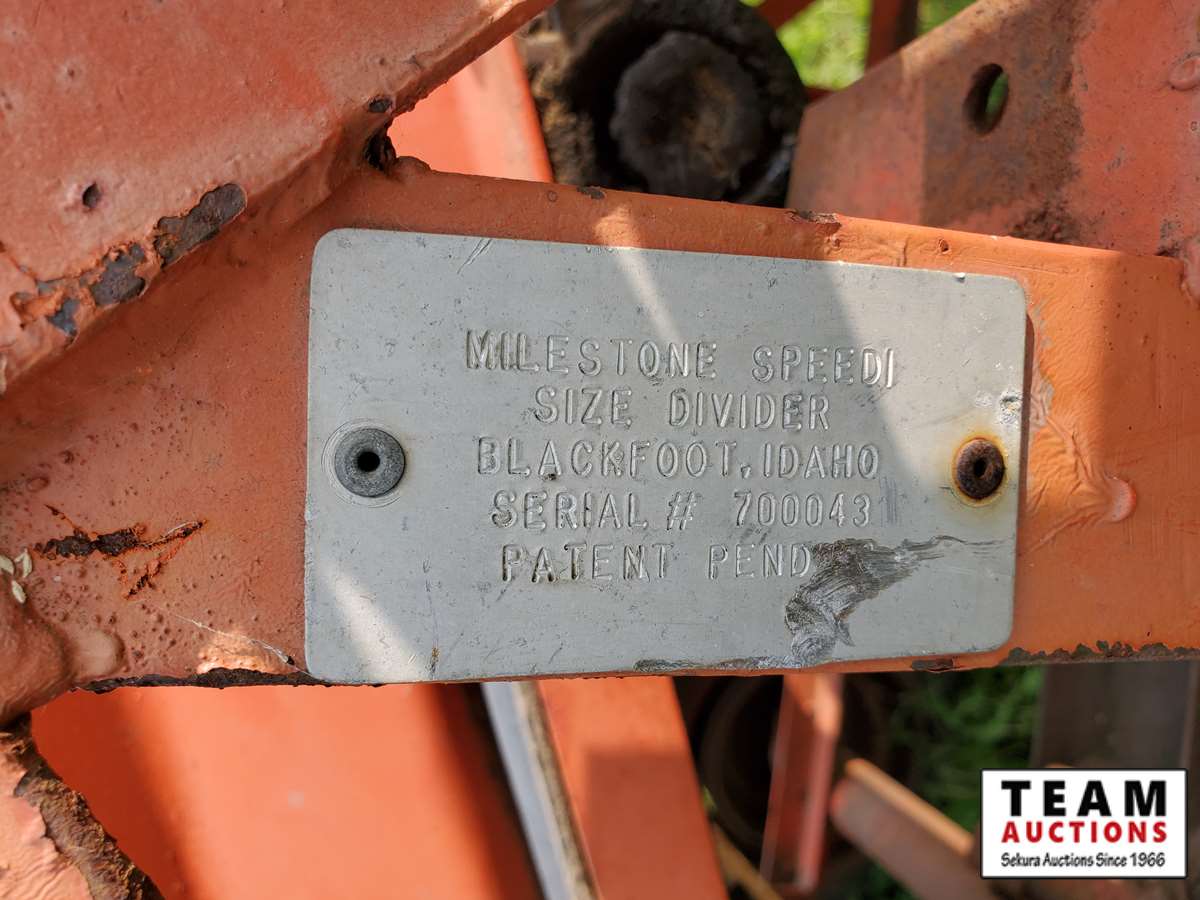 MILESTONE SPEEDI
SIZE DIVIDER
BLACKFOOT, IDAHO
SERIAL # 700043
PATENT PEND
TEAM
AUCTIONS
Sekura Auctions Since 1966